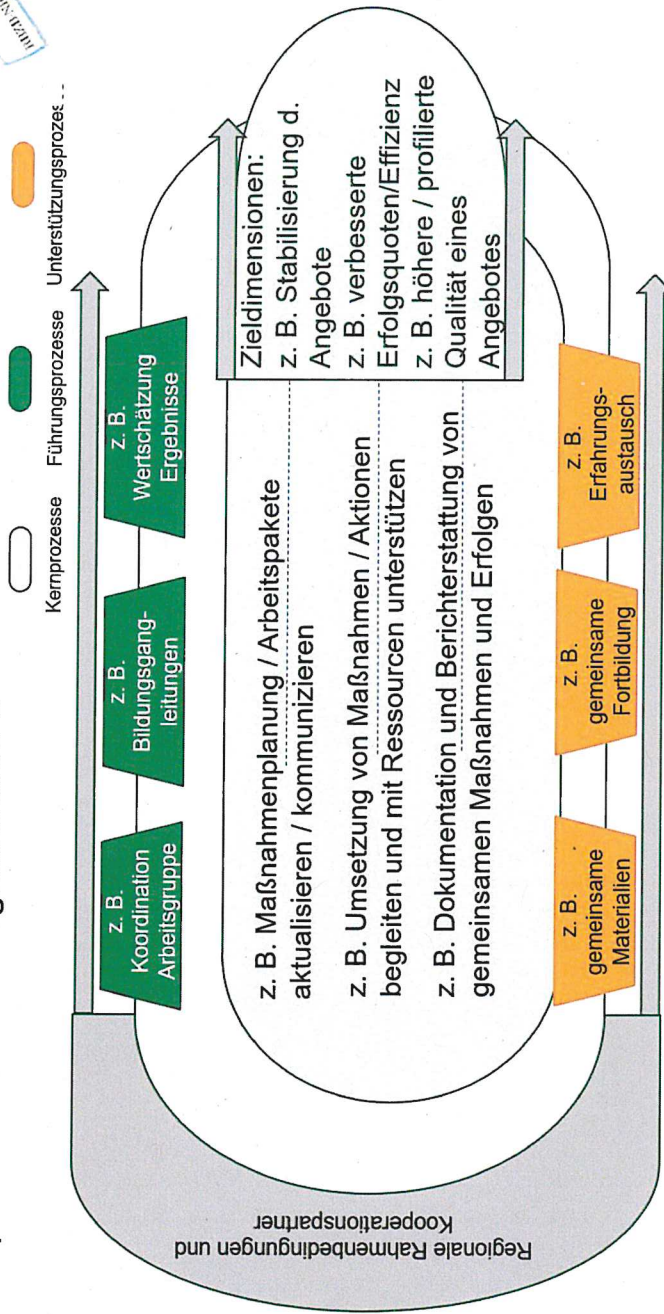 Kernprozesse
Führungsprozesse
Unterstützungsprozes
z. B.
Koordination
Arbeitsgruppe
z. B.
Bildungsgang-
leitungen
z. B.
Wertschätzung
Ergebnisse
Regionale Rahmenbedingungen und
Kooperationspartner
z. B. Maßnahmenplanung / Arbeitspakete
aktualisieren / kommunizieren
z. B. Umsetzung von Maßnahmen / Aktionen
begleiten und mit Ressourcen unterstützen
z. B. Dokumentation und Berichterstattung von
gemeinsamen Maßnahmen und Erfolgen
Zieldimensionen:
z. B. Stabilisierung d.
Angebote
z. B. verbesserte
Erfolgsquoten/Effizienz
z. B. höhere / profilierte
Qualität eines
Angebotes
z. B.
gemeinsame
Materialien
z. B.
gemeinsame
Fortbildung
z. B.
Erfahrungs-
austausch